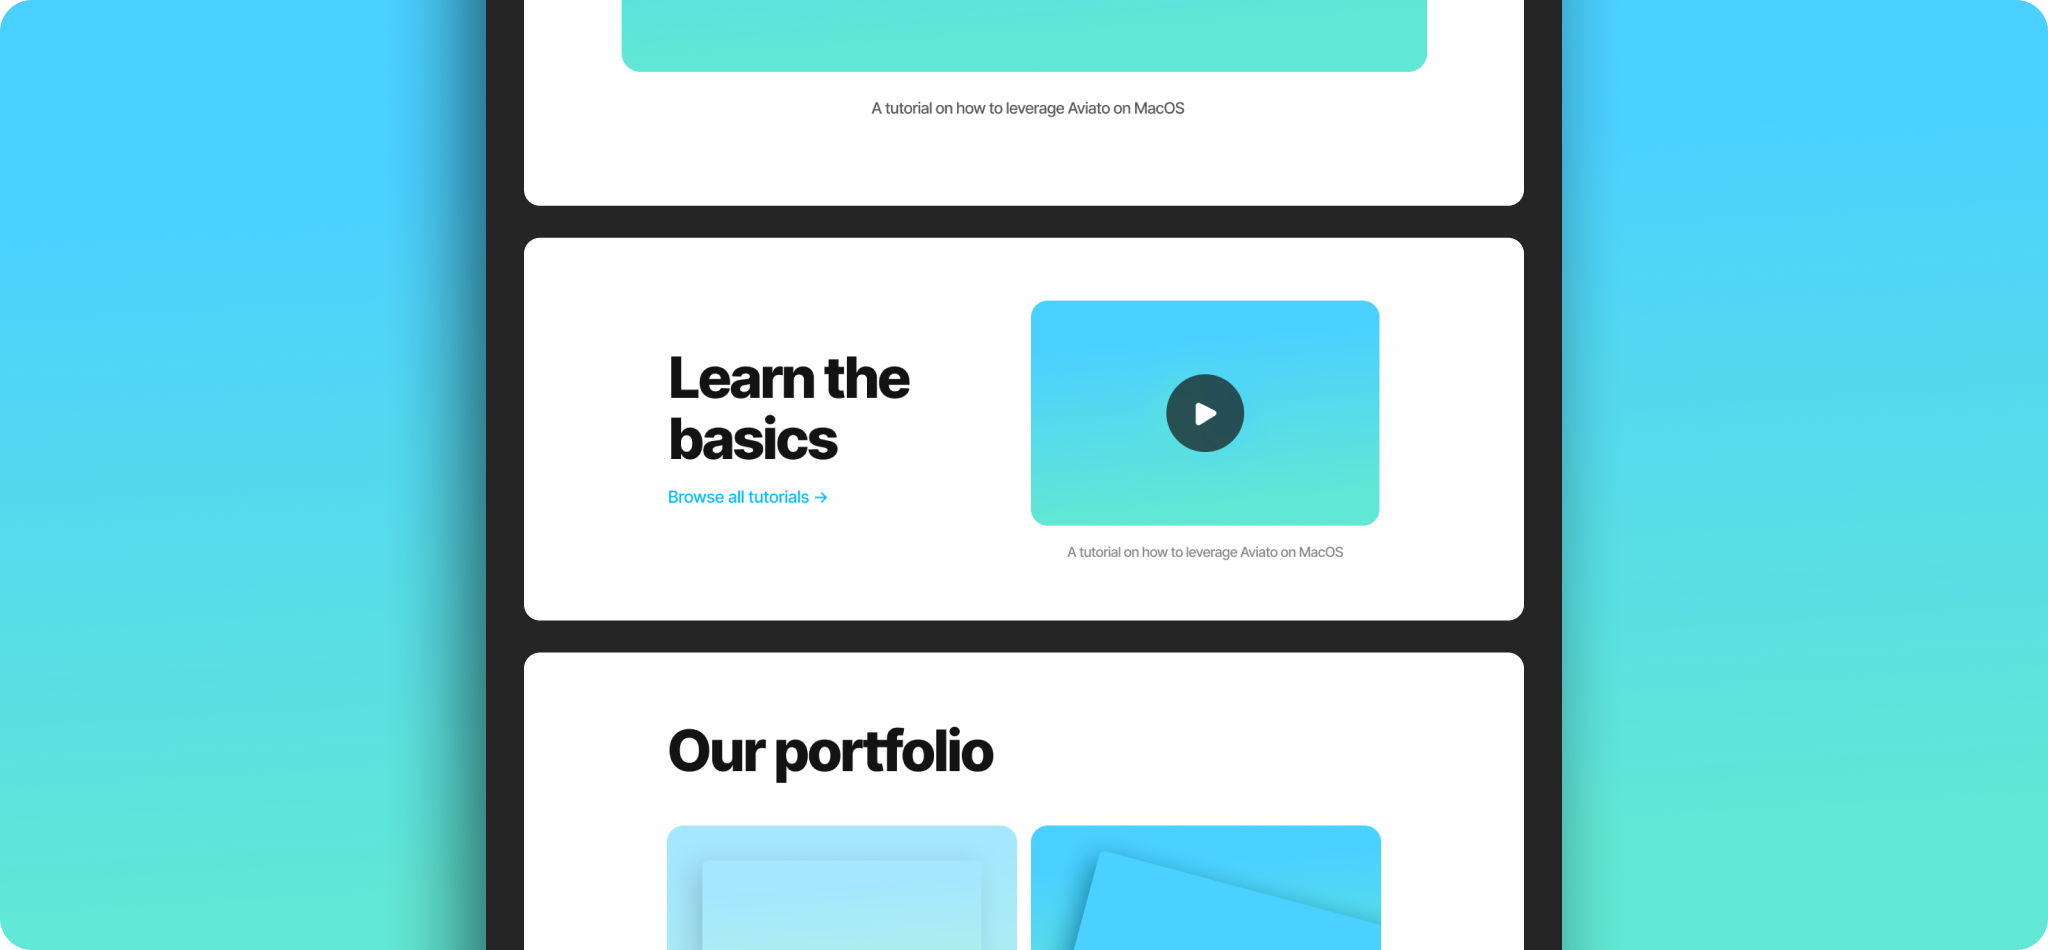 A tutorial on how to leverage Aviato on MacOS
Learn the
basics
Browse all tutorials →
A tutorial on how to leverage Aviato on MacOS
Our portfolio